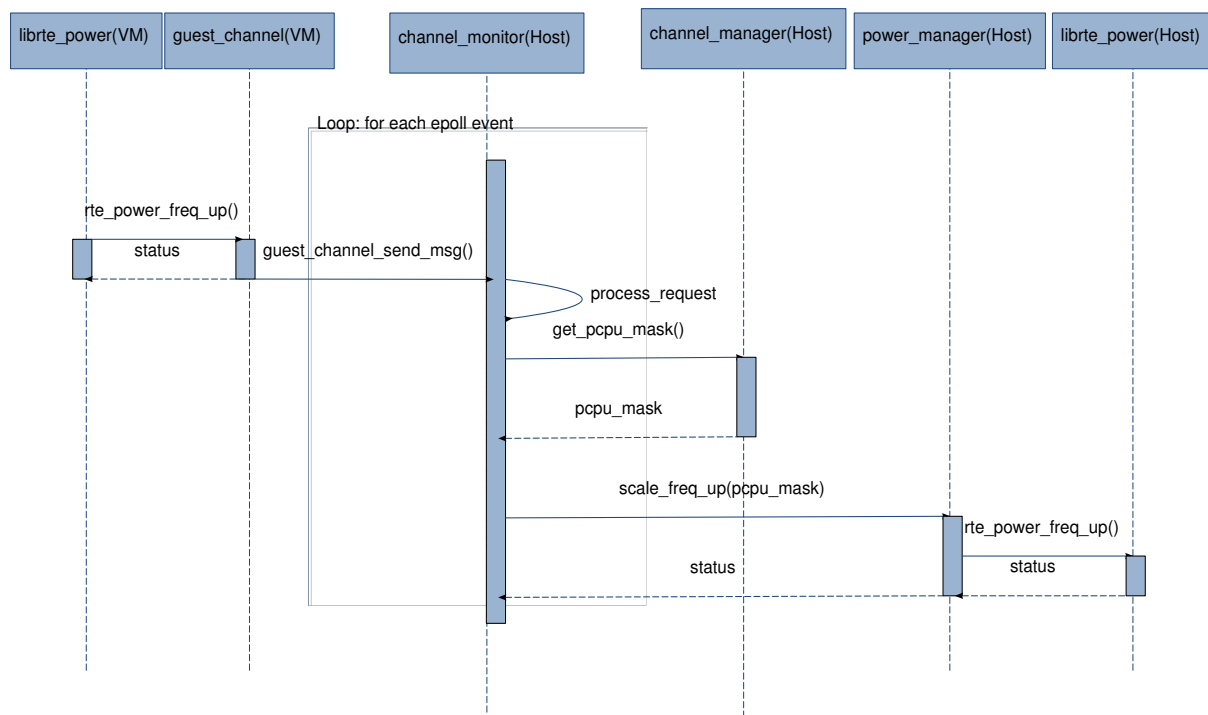 librte_power(VM)
guest_channel(VM)
channel_monitor(Host)
channel_manager(Host)
power_manager(Host)
librte_power(Host)
Loop: for each epoll event
rte_power_freq_up()
status
guest_channel_send_msg()
process_request
get_pcpu_mask()
pcpu_mask
scale_freq_up(pcpu_mask)
rte_power_freq_up()
status
status